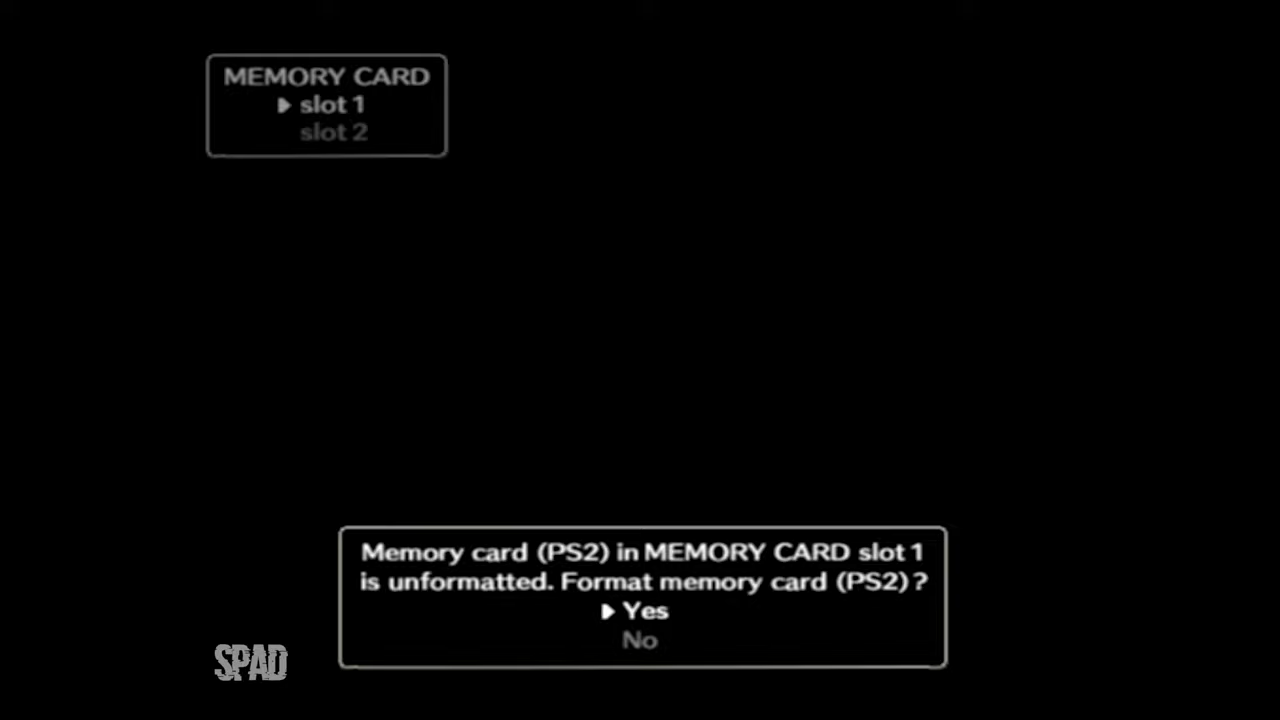 MEMORY CARD
slot 1
slot 2
Memory card (PS2) in MEMORY CARD slot 1
is unformatted. Format memory card (PS2)?
Yes
No
SPAD